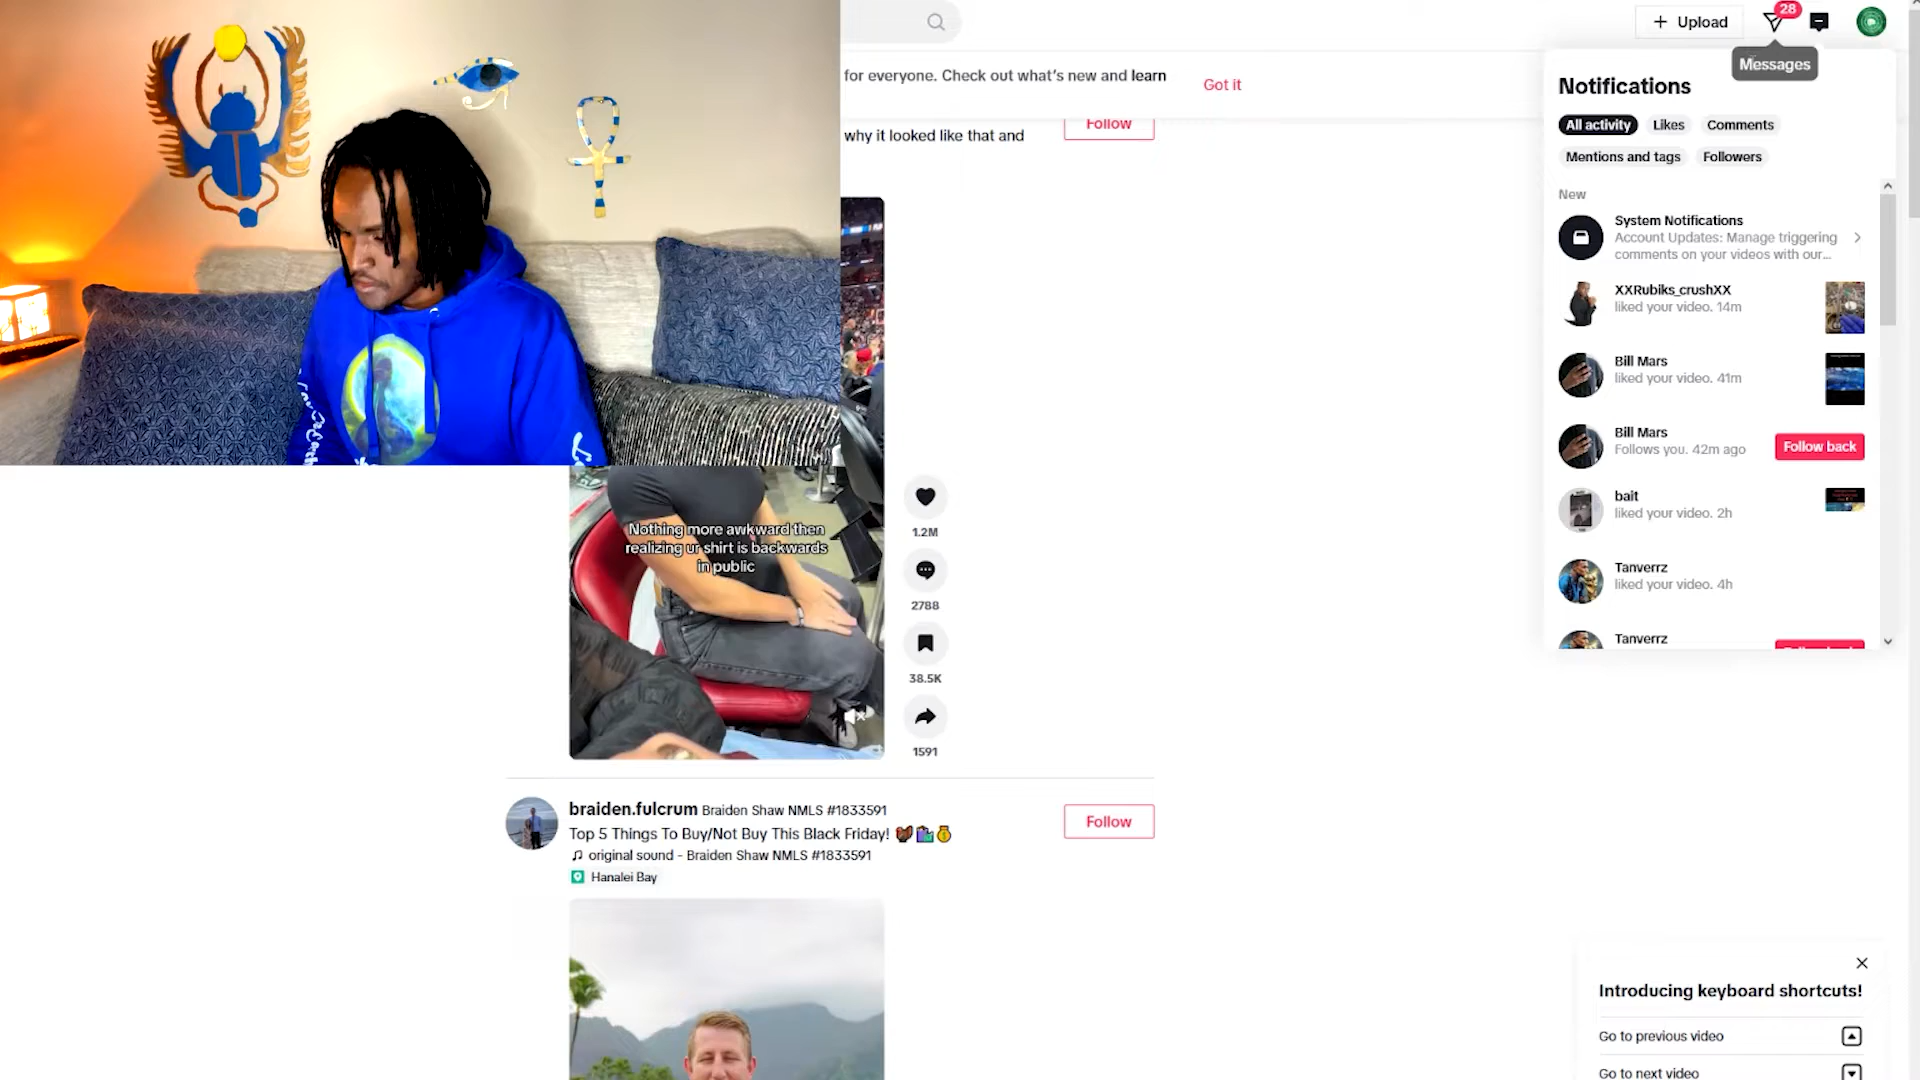 Upload
28
Messages
for everyone. Check out what's new and learn
Got it
why it looked like that and
Follow
Notifications
All activity
Likes
Comments
Mentions and tags
Followers
New
System Notifications
Account Updates: Manage triggering
comments on your videos with our...
XXRubiks_crushXX
liked your video. 14m
Bill Mars
liked your video. 41m
Bill Mars
Follows you. 42m ago
Follow back
bait
liked your video. 2h
Tanverrz
liked your video. 4h
Tanverrz
Nothing more awkward then
realizing ur shirt is backwards
in public
1.2M
2788
38.5K
1591
braiden.fulcrum Braiden Shaw NMLS #1833591
Top 5 Things To Buy/Not Buy This Black Friday!
original sound - Braiden Shaw NMLS #1833591
Hanalei Bay
Follow
Introducing keyboard shortcuts!
Go to previous video
Go to next video